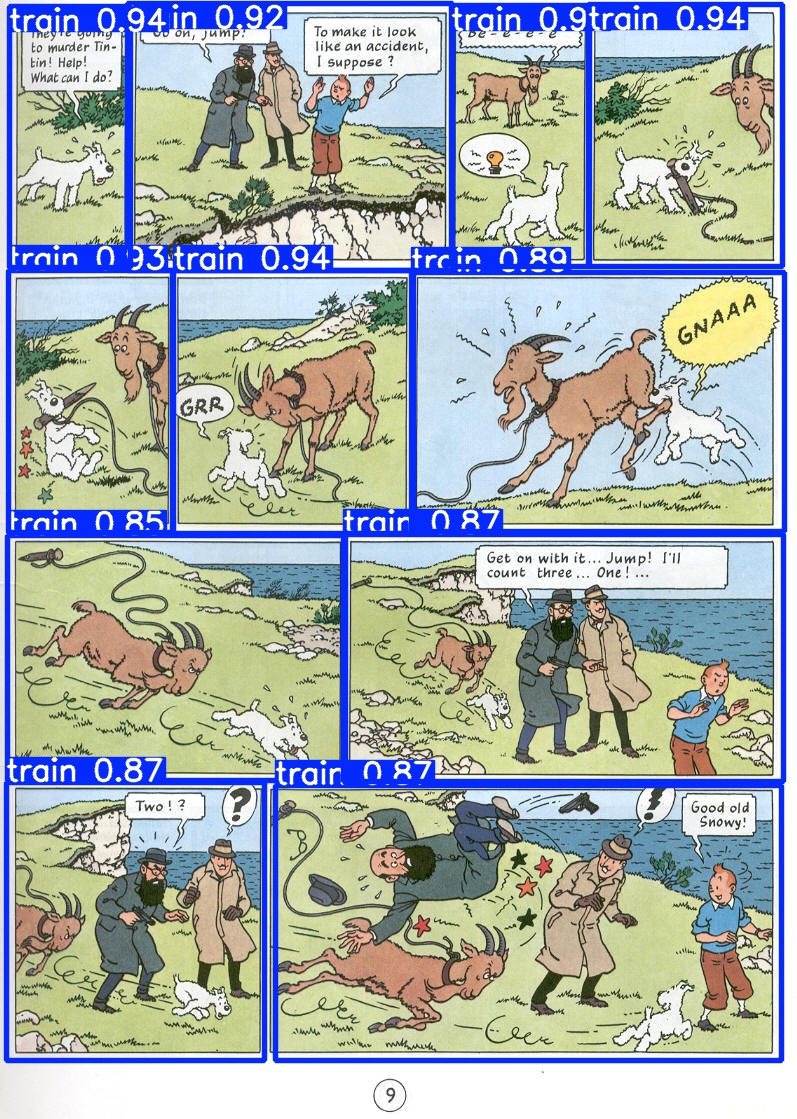 train 0.94
in 0.92
train 0.9
train 0.94
They're going
to murder Tin-
tin! Help!
What can I do?
Go on, jump!
To make it look
like an accident,
I suppose?
Be-e-e-e
train 0.93
train 0.94
train 0.89
GRR
GNAAA
train 0.85
train 0.87
Get on with it... Jump! I'll
count three... One!...
train 0.87
train 0.87
Two!?
?
Good old
Snowy!
9